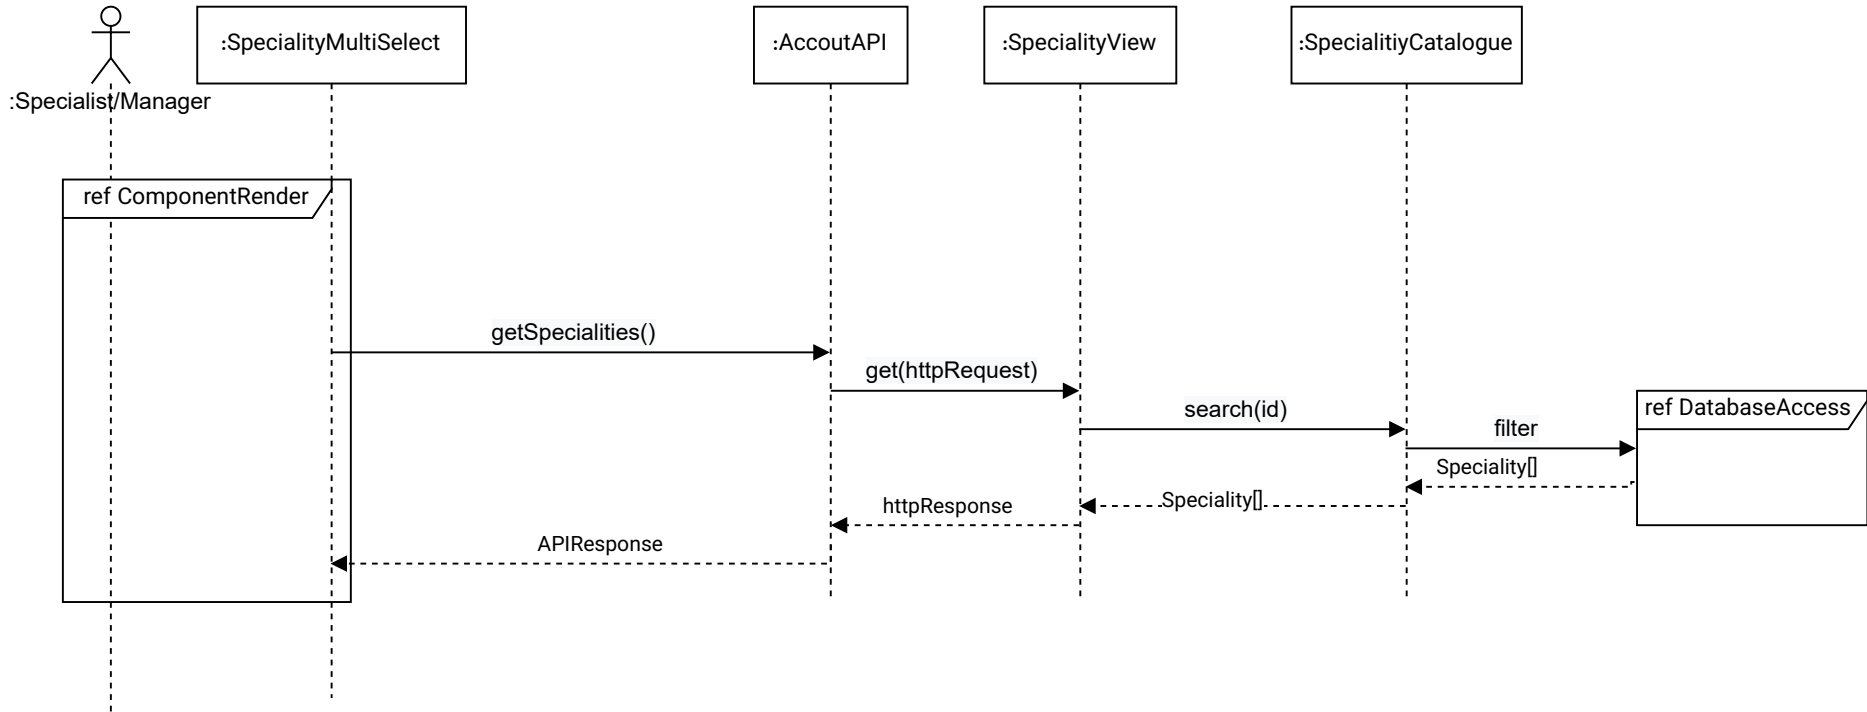 :SpecialityMultiSelect
:AccoutAPI
:SpecialityView
:SpecialitiyCatalogue
:Specialist/Manager
ref ComponentRender
getSpecialities()
get(httpRequest)
search(id)
filter
ref DatabaseAccess
Speciality[]
Speciality[]
httpResponse
APIResponse